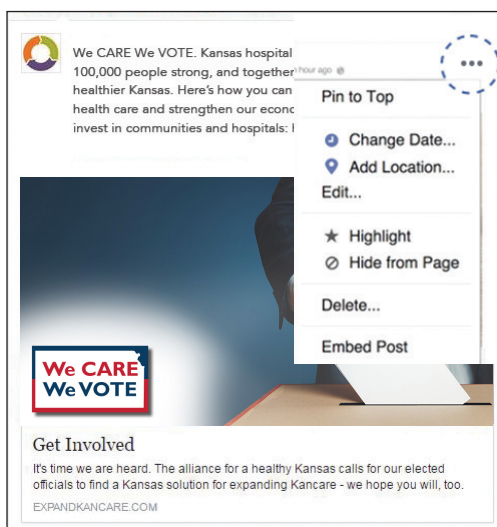 We CARE We VOTE. Kansas hospital
100,000 people strong, and together
healthier Kansas. Here's how you can
health care and strengthen our econo
invest in communities and hospitals:
hour ago
•••
Pin to Top
Change Date...
Add Location...
Edit...
Highlight
Hide from Page
Delete...
Embed Post
We CARE
We VOTE
Get Involved
It's time we are heard. The alliance for a healthy Kansas calls for our elected
officials to find a Kansas solution for expanding Kancare - we hope you will, too.
EXPANDKANCARE.COM